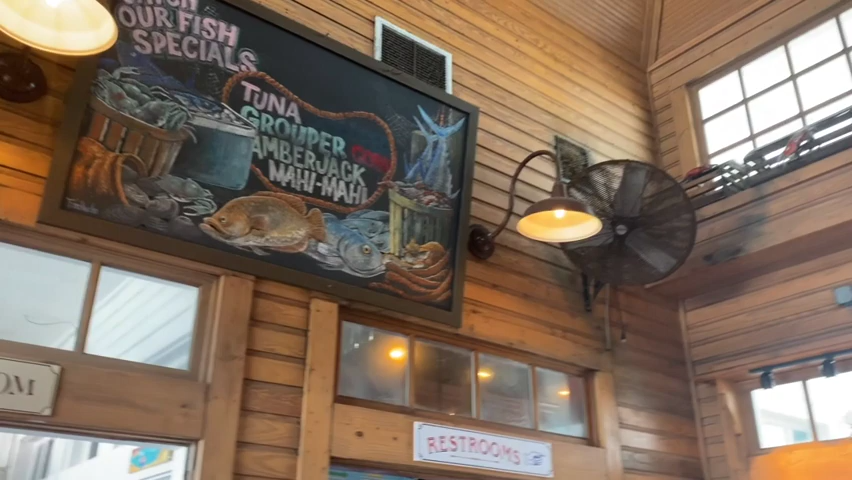 OUR FISH
SPECIALS
TUNA
GROUPER
AMBERJACK
MAHI-MAHI
OM
RESTROOMS